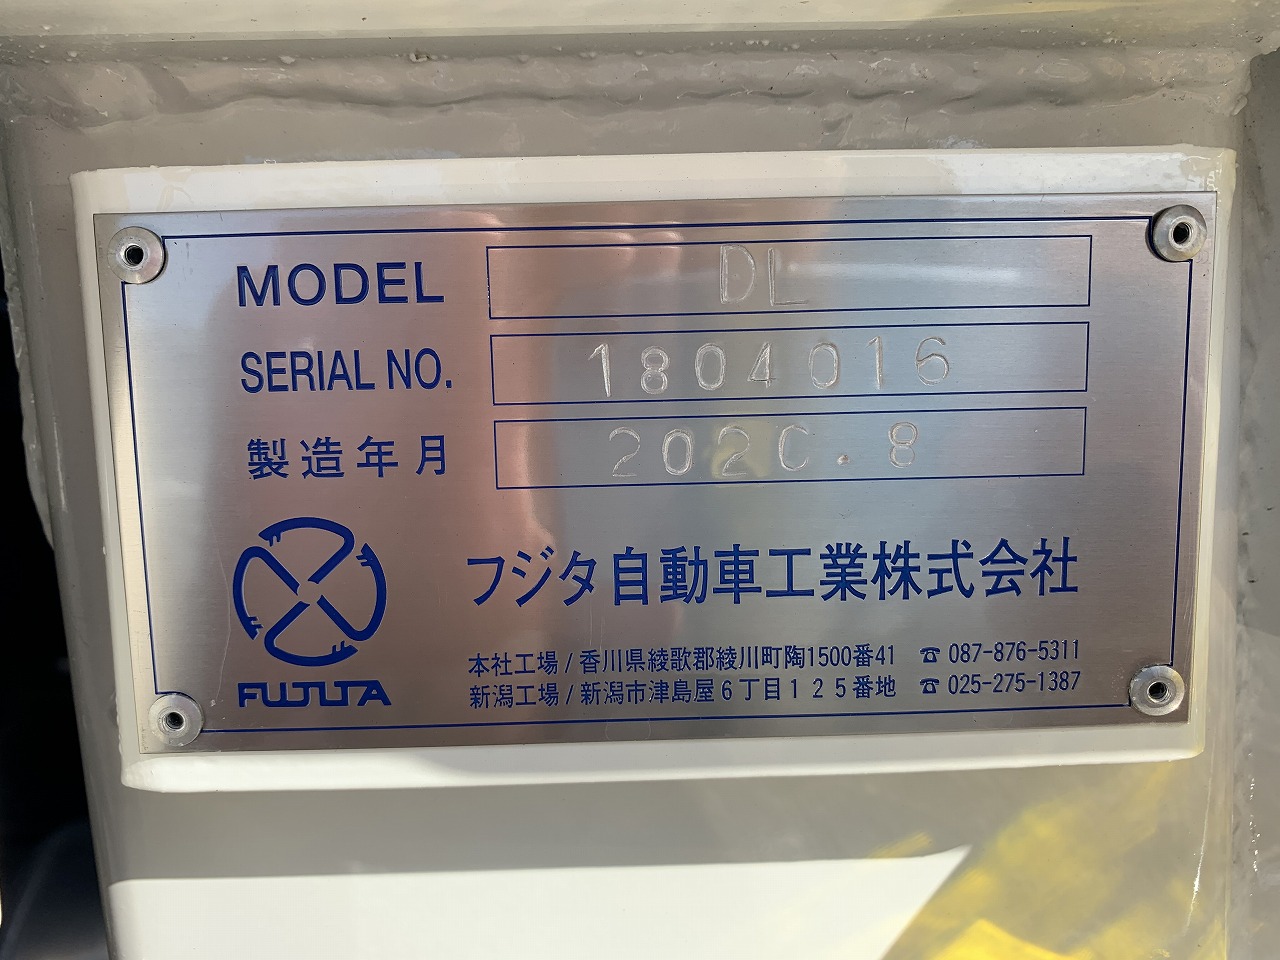 MODEL DL
SERIAL NO. 1804016
製造年月 2020.8
フジタ自動車工業株式会社
FUJITA
本社工場/香川県綾歌郡綾川町陶1500番41 ☎ 087-876-5311
新潟工場/新潟市津島屋6丁目125番地 ☎ 025-275-1387